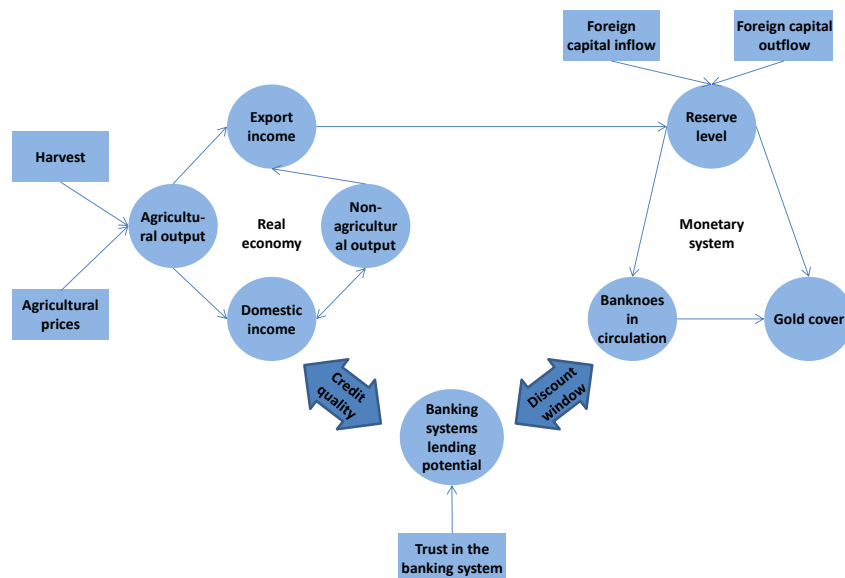 Foreign
capital inflow
Foreign capital
outflow
Export
income
Reserve
level
Harvest
Agricultu-
ral output
Real
economy
Non-
agricultur
al output
Monetary
system
Agricultural
prices
Domestic
income
Banknoes
in
circulation
Gold cover
Credit
quality
Discount
window
Banking
systems
lending
potential
Trust in the
banking system